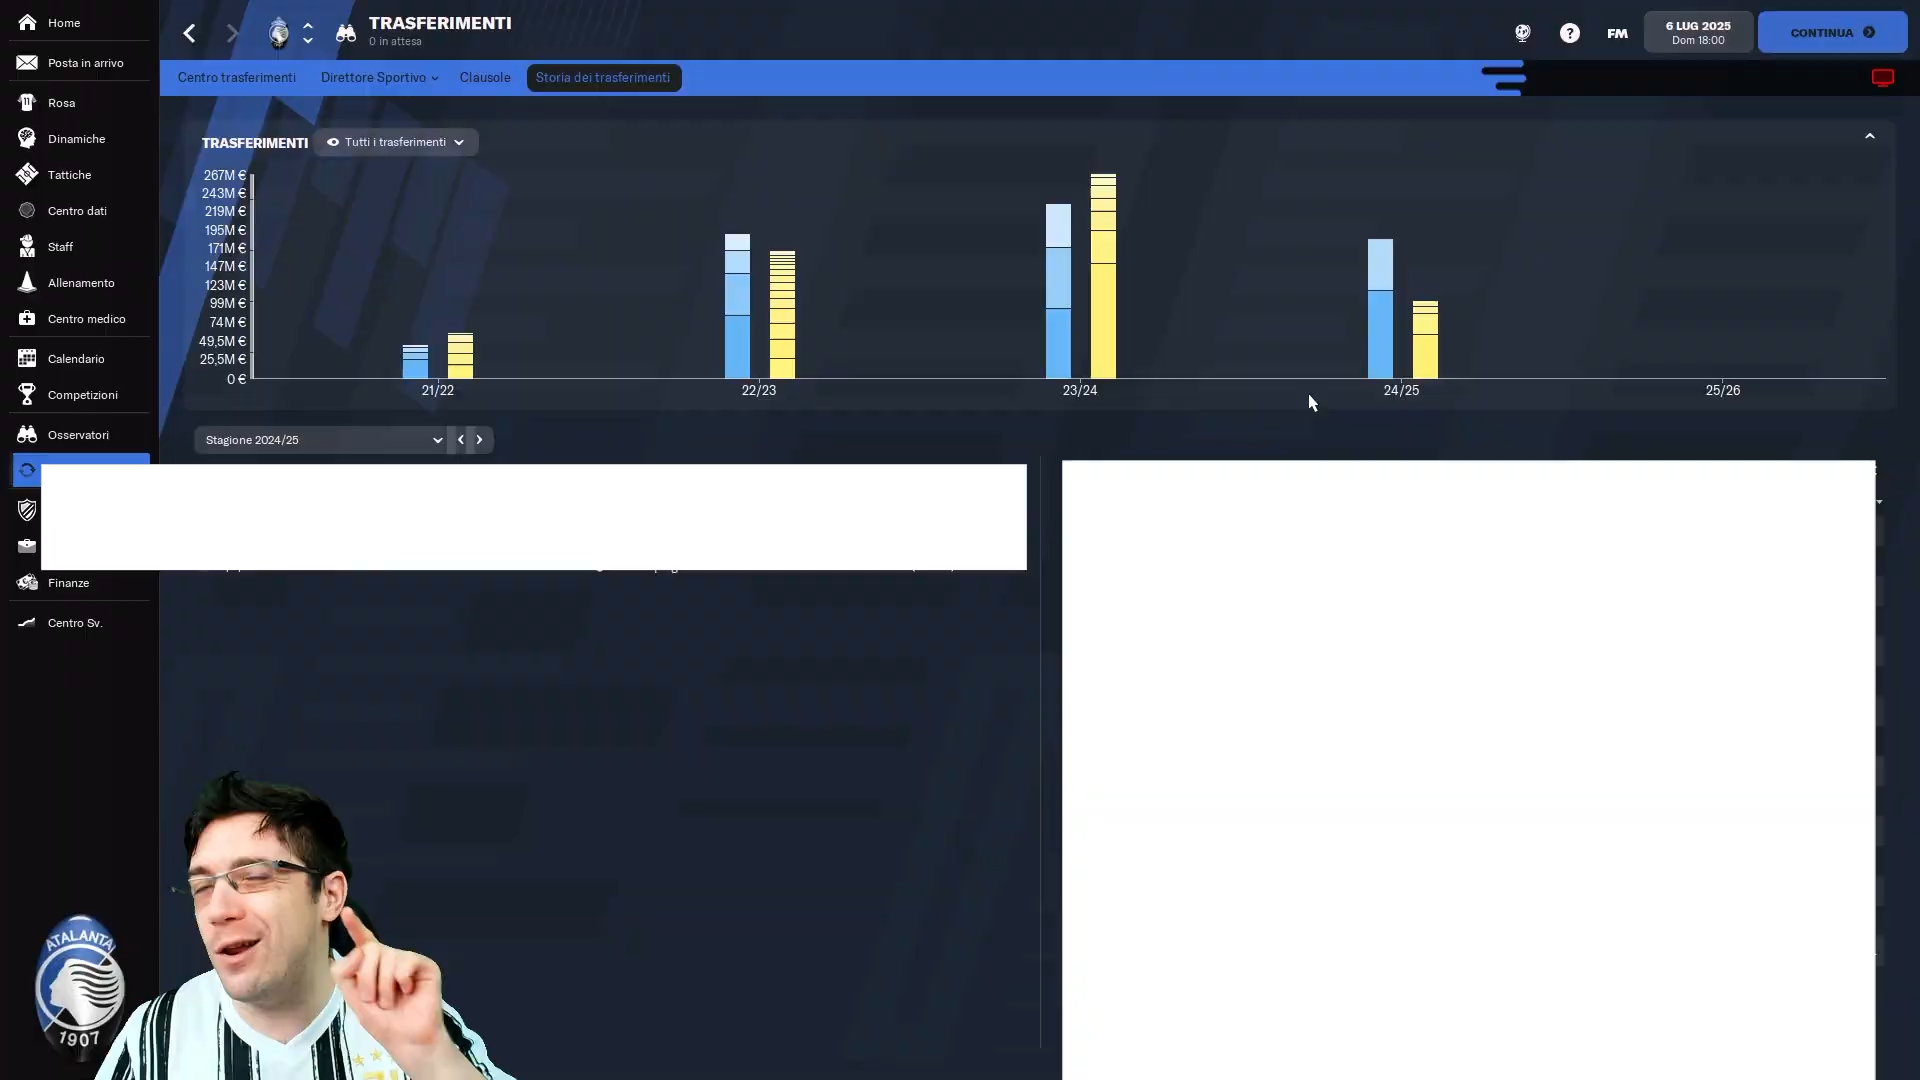 Home
Posta in arrivo
Rosa
Dinamiche
Tattiche
Centro dati
Staff
Allenamento
Centro medico
Calendario
Competizioni
Osservatori
Finanze
Centro Sv.
TRASFERIMENTI
0 in attesa
?
FM
6 LUG 2025
Dom 18:00
CONTINUA
Centro trasferimenti
Direttore Sportivo
Clausole
Storia dei trasferimenti
TRASFERIMENTI
Tutti i trasferimenti
267M €
243M €
219M €
195M €
171M €
147M €
123M €
99M €
74M €
49,5M €
25,5M €
0 €
21/22
22/23
23/24
24/25
25/26
Stagione 2024/25
ATALANTA
1907